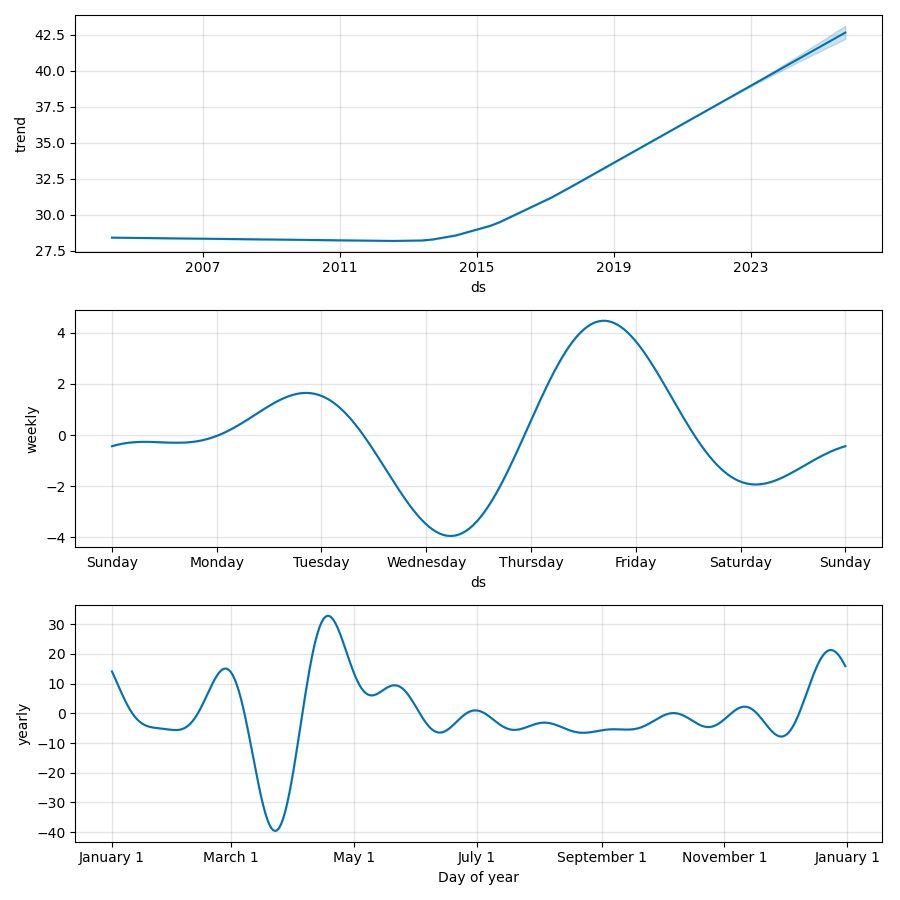 42.5
40.0
37.5
35.0
32.5
30.0
27.5
trend
2007 2011 2015 2019 2023
ds
4
2
0
−2
−4
weekly
Sunday Monday Tuesday Wednesday Thursday Friday Saturday Sunday
ds
30
20
10
0
−10
−20
−30
−40
yearly
January 1 March 1 May 1 July 1 September 1 November 1 January 1
Day of year